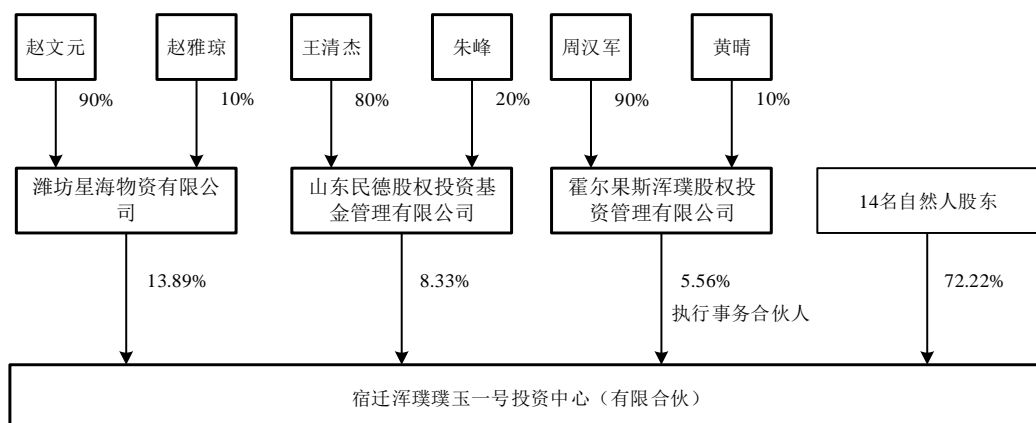 赵文元
赵雅琼
王清杰
朱峰
周汉军
黄晴
90%
10%
80%
20%
90%
10%
潍坊星海物资有限公
司
山东民德股权投资基
金管理有限公司
霍尔果斯浑璞股权投
资管理有限公司
14名自然人股东
13.89%
8.33%
5.56%
执行事务合伙人
72.22%
宿迁浑璞璞玉一号投资中心（有限合伙）